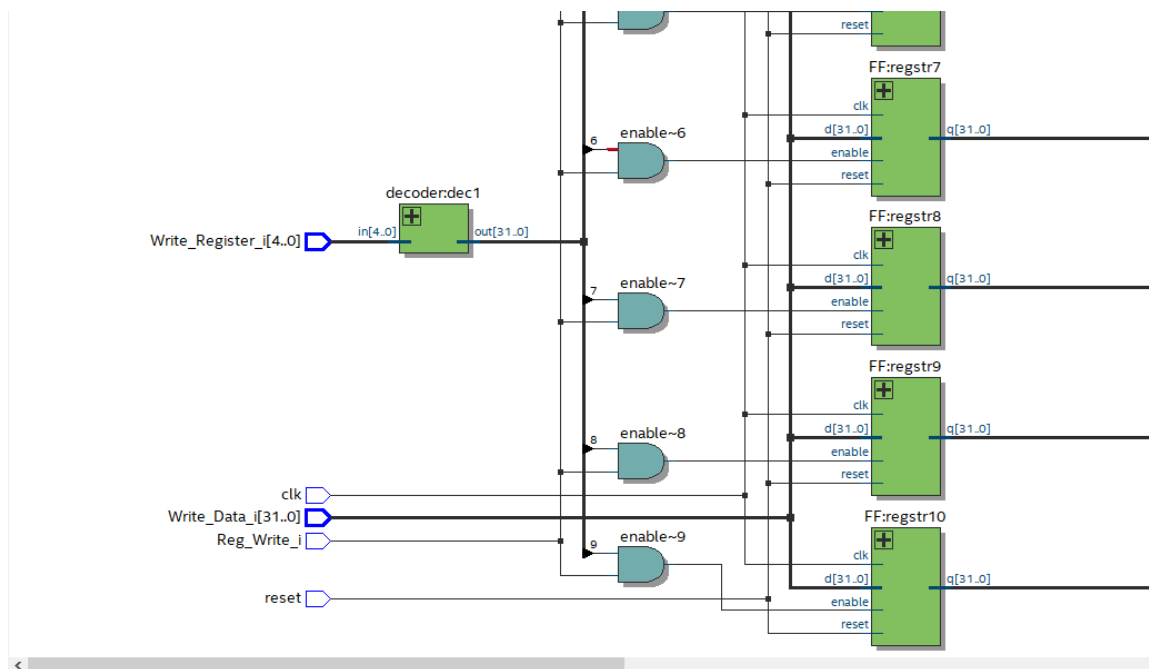 reset
FF:regstr7
clk
d[31..0]
q[31..0]
enable
reset
6
enable~6
decoder:dec1
in[4..0]
out[31..0]
Write_Register_i[4..0]
FF:regstr8
clk
d[31..0]
q[31..0]
enable
reset
7
enable~7
FF:regstr9
clk
d[31..0]
q[31..0]
enable
reset
8
enable~8
clk
Write_Data_i[31..0]
Reg_Write_i
reset
9
enable~9
FF:regstr10
clk
d[31..0]
q[31..0]
enable
reset